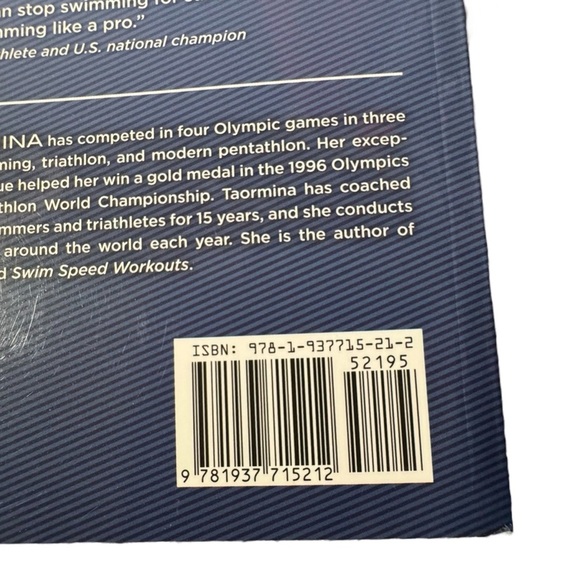 n stop swimming
ming like a pro."
hlete and U.S. national champion
INA has competed in four Olympic games in three
ning, triathlon, and modern pentathlon. Her excep-
ue helped her win a gold medal in the 1996 Olympics
thlon World Championship. Taormina has coached
mmers and triathletes for 15 years, and she conducts
around the world each year. She is the author of
d Swim Speed Workouts.
ISBN: 978-1-937715-21-2
52195
9 781937 715212